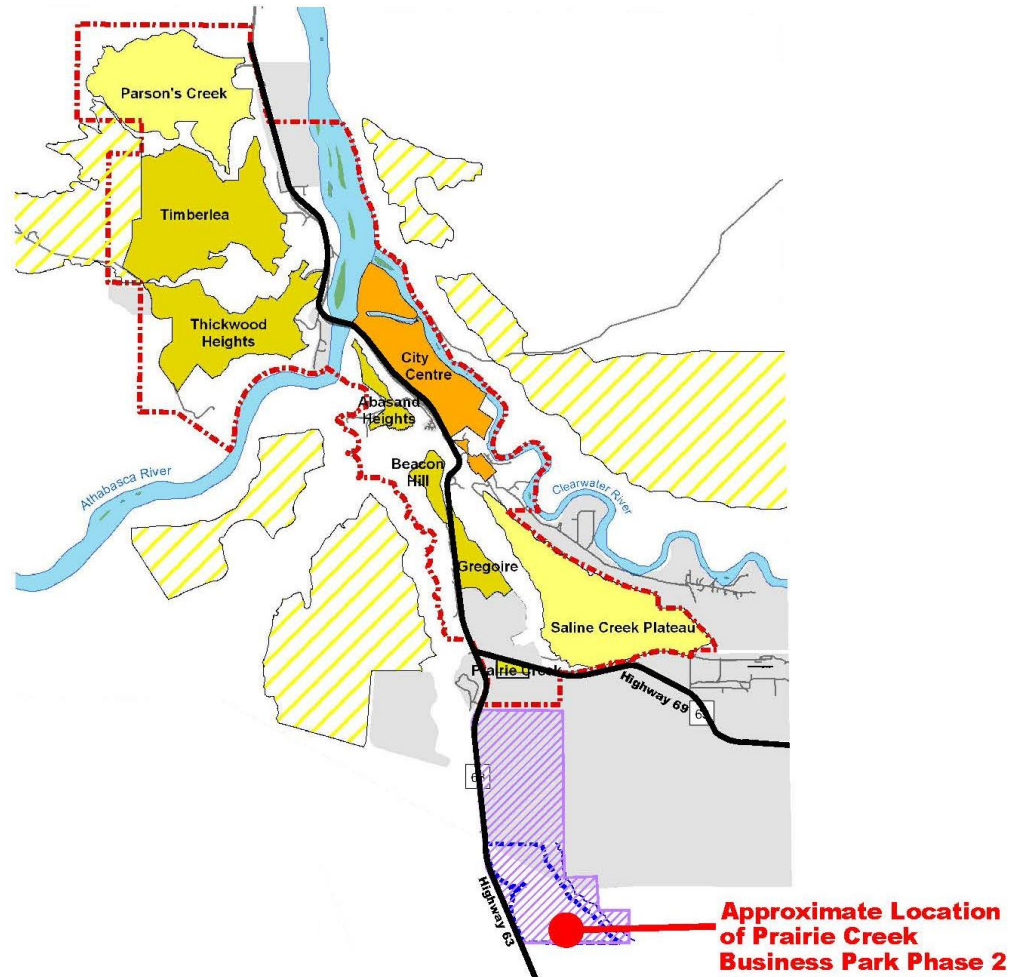 Parson's Creek
Timberlea
Thickwood
Heights
City
Centre
Abasand
Heights
Beacon
Hill
Athabasca River
Clearwater River
Gregoire
Saline Creek Plateau
Prairie Creek
Highway 69
69
63
Highway 63
Approximate Location
of Prairie Creek
Business Park Phase 2